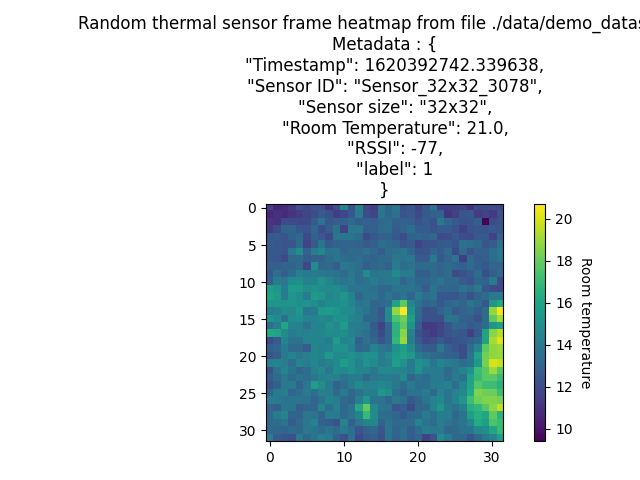 Random thermal sensor frame heatmap from file ./data/demo_datas
Metadata : {
"Timestamp": 1620392742.339638,
"Sensor ID": "Sensor_32x32_3078",
"Sensor size": "32x32",
"Room Temperature": 21.0,
"RSSI": -77,
"label": 1
}
0
5
10
15
20
25
30
0
10
20
30
20
18
16
14
12
10
Room temperature